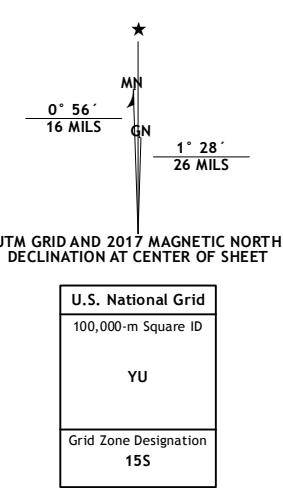 ★
MN
0° 56´
16 MILS
GN
1° 28´
26 MILS
UTM GRID AND 2017 MAGNETIC NORTH
DECLINATION AT CENTER OF SHEET
U.S. National Grid
100,000-m Square ID
YU
Grid Zone Designation
15S